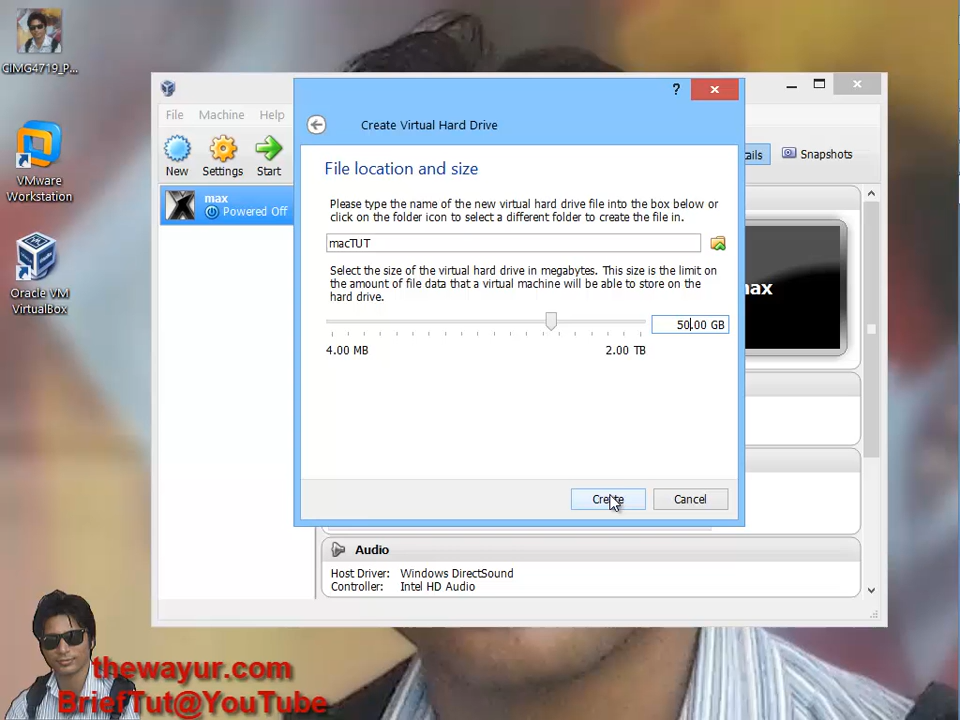 CIMG4719_P...
VMware
Workstation
Oracle VM
VirtualBox
File Machine Help
New Settings Start
max
Powered Off
ails
Snapshots
max
?
Create Virtual Hard Drive
File location and size
Please type the name of the new virtual hard drive file into the box below or
click on the folder icon to select a different folder to create the file in.
macTUT
Select the size of the virtual hard drive in megabytes. This size is the limit on
the amount of file data that a virtual machine will be able to store on the
hard drive.
50.00 GB
4.00 MB 2.00 TB
Create Cancel
Audio
Host Driver: Windows DirectSound
Controller: Intel HD Audio
thewayur.com
BriefTut@YouTube